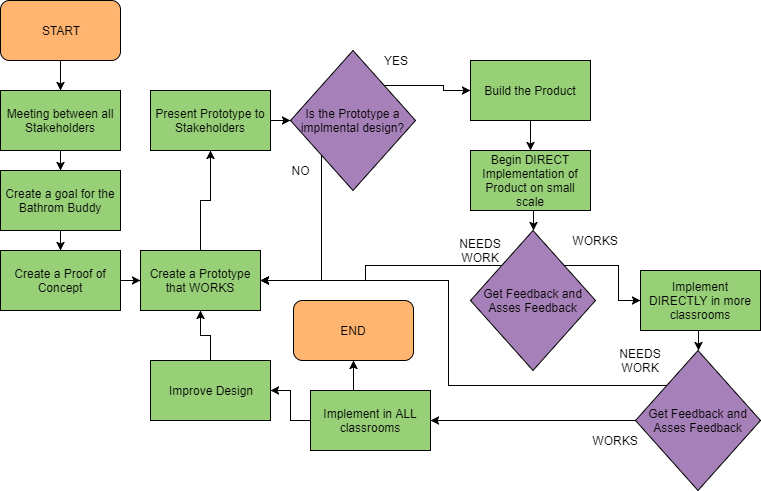 START
Meeting between all
Stakeholders
Create a goal for the
Bathrom Buddy
Create a Proof of
Concept
Create a Prototype
that WORKS
Present Prototype to
Stakeholders
Is the Prototype a
implmental design?
YES
NO
Build the Product
Begin DIRECT
Implementation of
Product on small
scale
Get Feedback and
Asses Feedback
NEEDS
WORK
WORKS
Implement
DIRECTLY in more
classrooms
Get Feedback and
Asses Feedback
NEEDS
WORK
WORKS
Implement in ALL
classrooms
END
Improve Design